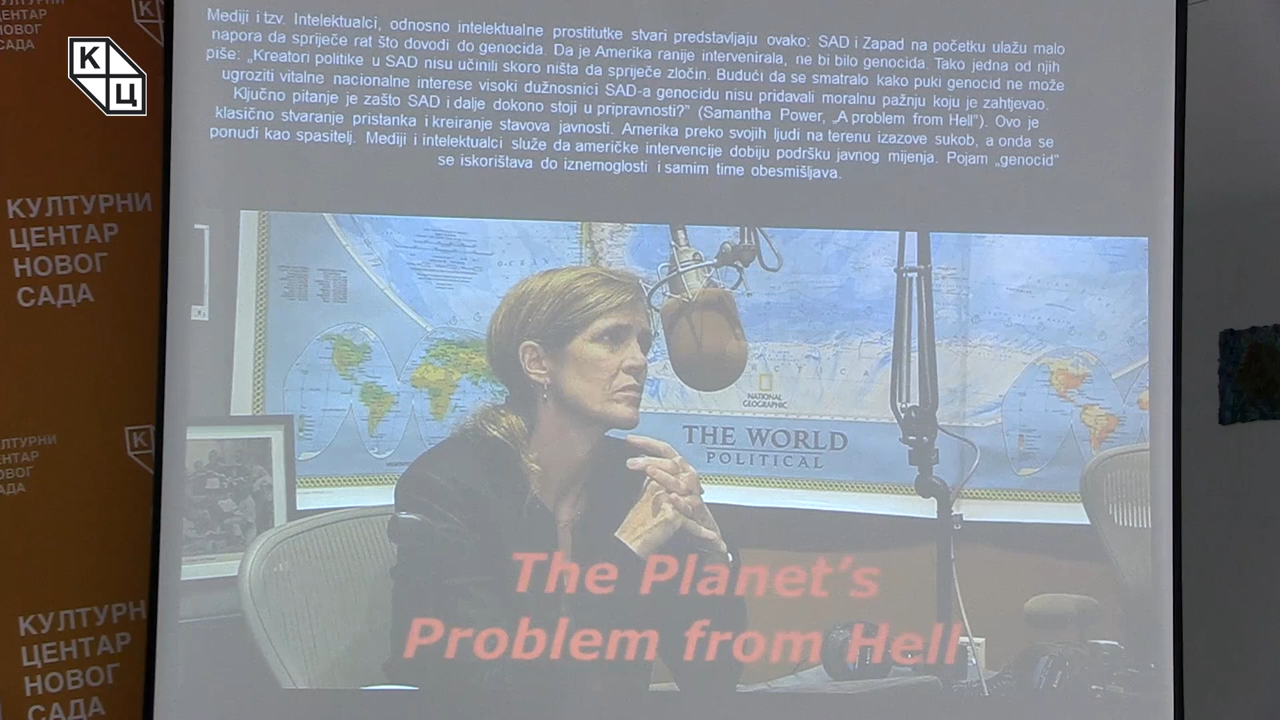 Mediji i tzv. Intelektualci, odnosno intelektualne prostitutke stvari predstavljaju ovako: SAD i Zapad na početku ulažu malo
napora da spriječe rat što dovodi do genocida. Da je Amerika ranije intervenirala, ne bi bilo genocida. Tako jedna od njih
piše: „Kreatori politike u SAD nisu učinili skoro ništa da spriječe zločin. Budući da se smatralo kako puki genocid ne može
ugroziti vitalne nacionalne interese visoki dužnosnici SAD-a genocidu nisu pridavali moralnu pažnju koju je zahtjevao.
Ključno pitanje je zašto SAD i dalje dokono stoji u pripravnosti?” (Samantha Power, „A problem from Hell”). Ovo je
klasično stvaranje pristanka i kreiranje stavova javnosti. Amerika preko svojih ljudi na terenu izazove sukob, a onda se
ponudi kao spasitelj. Mediji i intelektualci služe da američke intervencije dobiju podršku javnog mijenja. Pojam „genocid”
se iskorištava do iznemoglosti i samim time obesmišljava.
К
Ц
КУЛТУРНИ
ЦЕНТАР
НОВОГ
САДА
NATIONAL
GEOGRAPHIC
THE WORLD
POLITICAL
The Planet’s
Problem from Hell
КУЛТУРН
ЦЕНТАР
НОВОГ
САДА